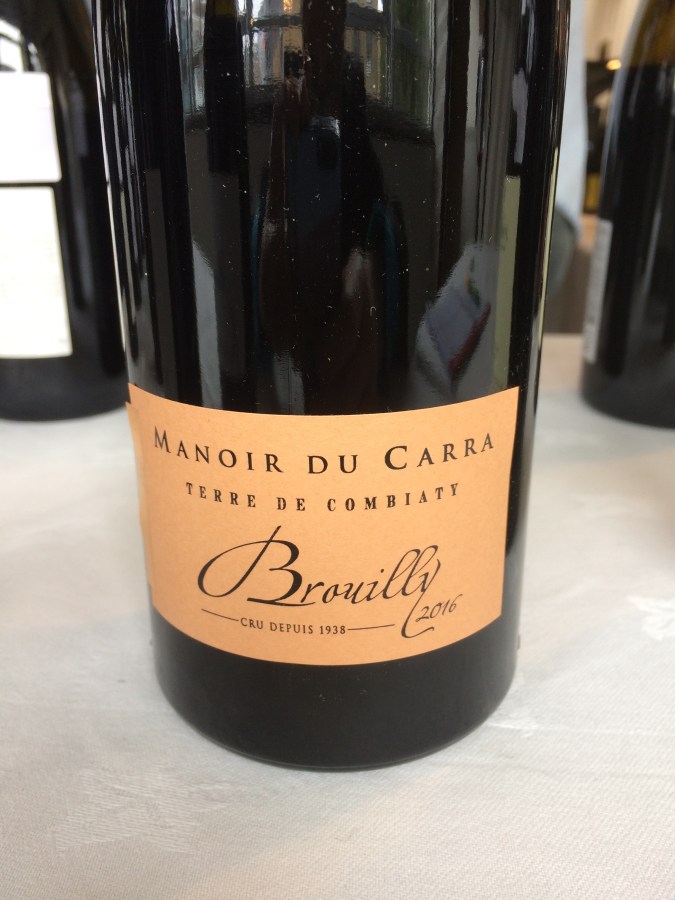 MANOIR DU CARRA
TERRE DE COMBIATY
Brouilly
2016
CRU DEPUIS 1938